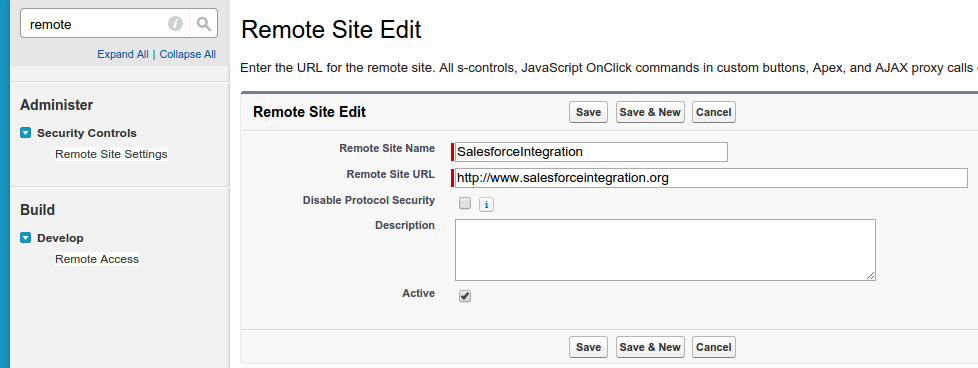 remote
Expand All | Collapse All
Administer
Security Controls
Remote Site Settings
Build
Develop
Remote Access
Remote Site Edit
Enter the URL for the remote site. All s-controls, JavaScript OnClick commands in custom buttons, Apex, and AJAX proxy calls
Remote Site Edit Save Save & New Cancel
Remote Site Name SalesforceIntegration
Remote Site URL http://www.salesforceintegration.org
Disable Protocol Security i
Description
Active
Save Save & New Cancel